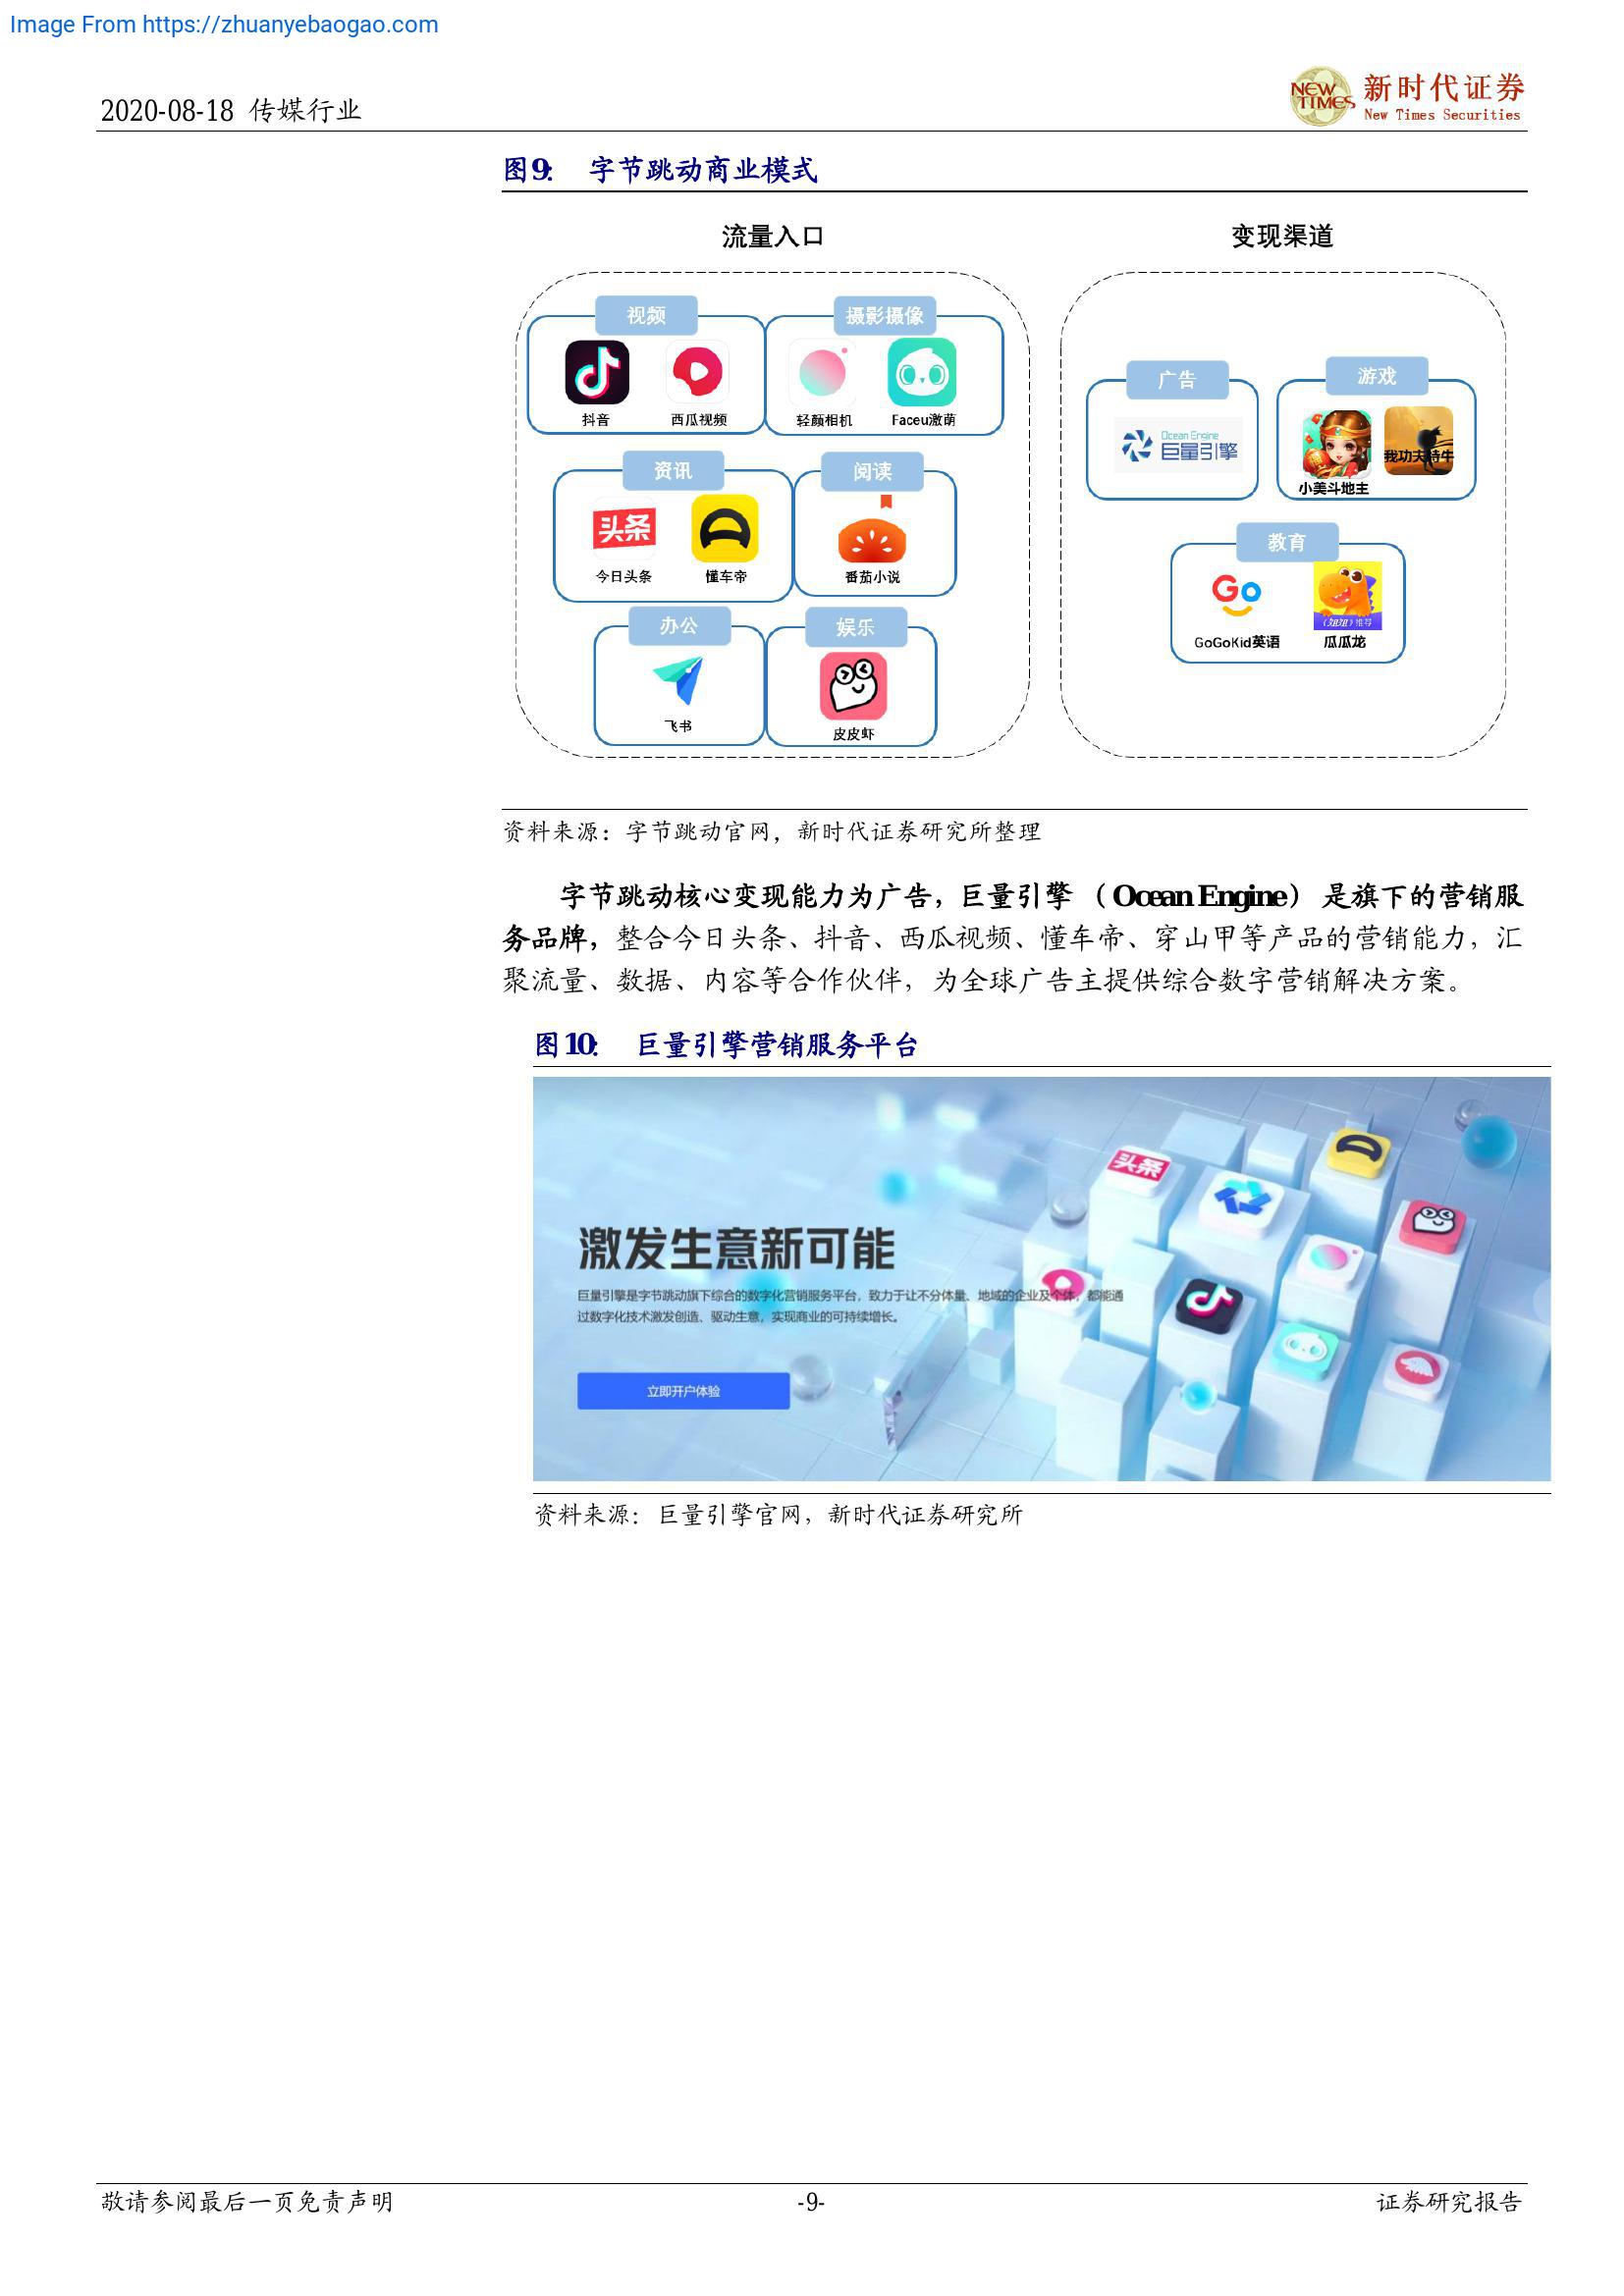 Image From https://zhuanyebaogao.com
2020-08-18 传媒行业
NEW TIMES
新时代证券
New Times Securities
图9: 字节跳动商业模式
流量入口 变现渠道
视频 摄影摄像
抖音 西瓜视频 轻颜相机 Faceu激萌
广告 游戏
Ocean Engine
巨量引擎
我功夫特牛
小美斗地主
资讯 阅读
头条
今日头条 懂车帝 番茄小说
教育
Go
推荐
GoGoKid英语 瓜瓜龙
办公 娱乐
飞书 皮皮虾
资料来源：字节跳动官网，新时代证券研究所整理
字节跳动核心变现能力为广告，巨量引擎（Ocean Engine）是旗下的营销服
务品牌，整合今日头条、抖音、西瓜视频、懂车帝、穿山甲等产品的营销能力，汇
聚流量、数据、内容等合作伙伴，为全球广告主提供综合数字营销解决方案。
图10: 巨量引擎营销服务平台
头条
激发生意新可能
巨量引擎是字节跳动旗下综合的数字化营销服务平台，致力于让不分体量、地域的企业及个体，都能通
过数字化技术激发创造、驱动生意，实现商业的可持续增长。
立即开户体验
资料来源：巨量引擎官网，新时代证券研究所
敬请参阅最后一页免责声明 -9- 证券研究报告